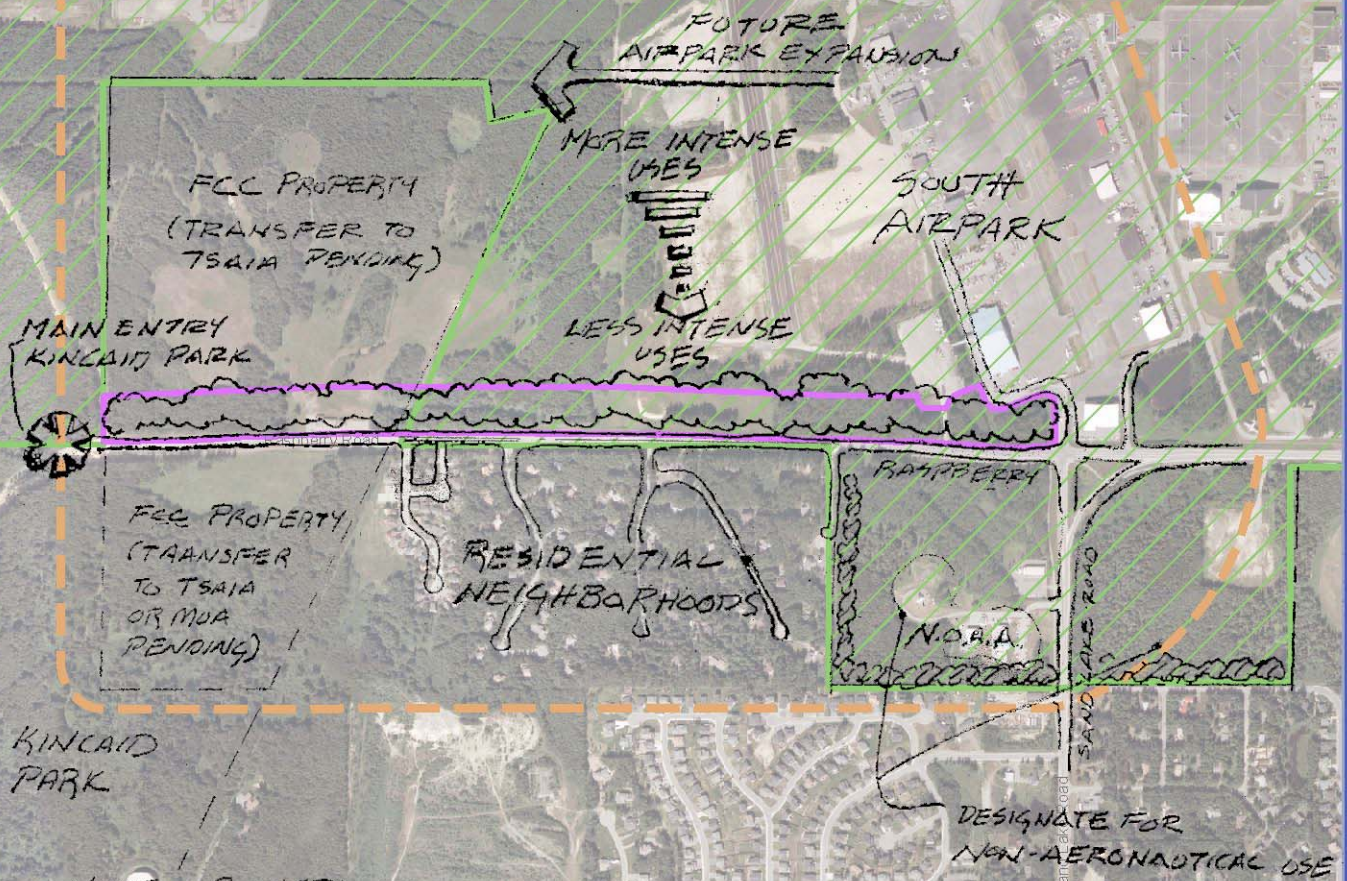 FUTURE
AIRPARK EXPANSION
MORE INTENSE
USES
FCC PROPERTY
(TRANSFER TO
TSAIA PENDING)
SOUTH
AIRPARK
MAIN ENTRY
KINCAID PARK
LESS INTENSE
USES
Raspberry Road
RASPBERRY
FCC PROPERTY
(TRANSFER
TO TSAIA
OR MOA
PENDING)
RESIDENTIAL
NEIGHBORHOODS
N.O.A.A.
SAND LAKE ROAD
KINCAID
PARK
DESIGNATE FOR
NON-AERONAUTICAL USE